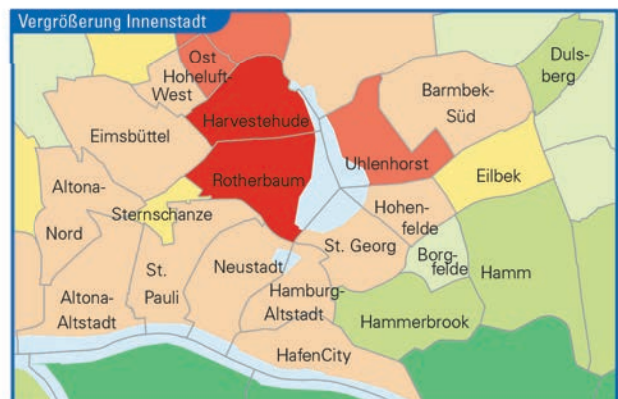 Vergrößerung Innenstadt
Ost
Hoheluft-
West
Duls-
berg
Barmbek-
Süd
Harvestehude
Eimsbüttel
Uhlenhorst
Eilbek
Rotherbaum
Altona-
Nord
Sternschanze
Hohen-
felde
St. Georg
Borg-
felde
Hamm
Neustadt
St.
Pauli
Altona-
Altstadt
Hamburg-
Altstadt
Hammerbrook
HafenCity